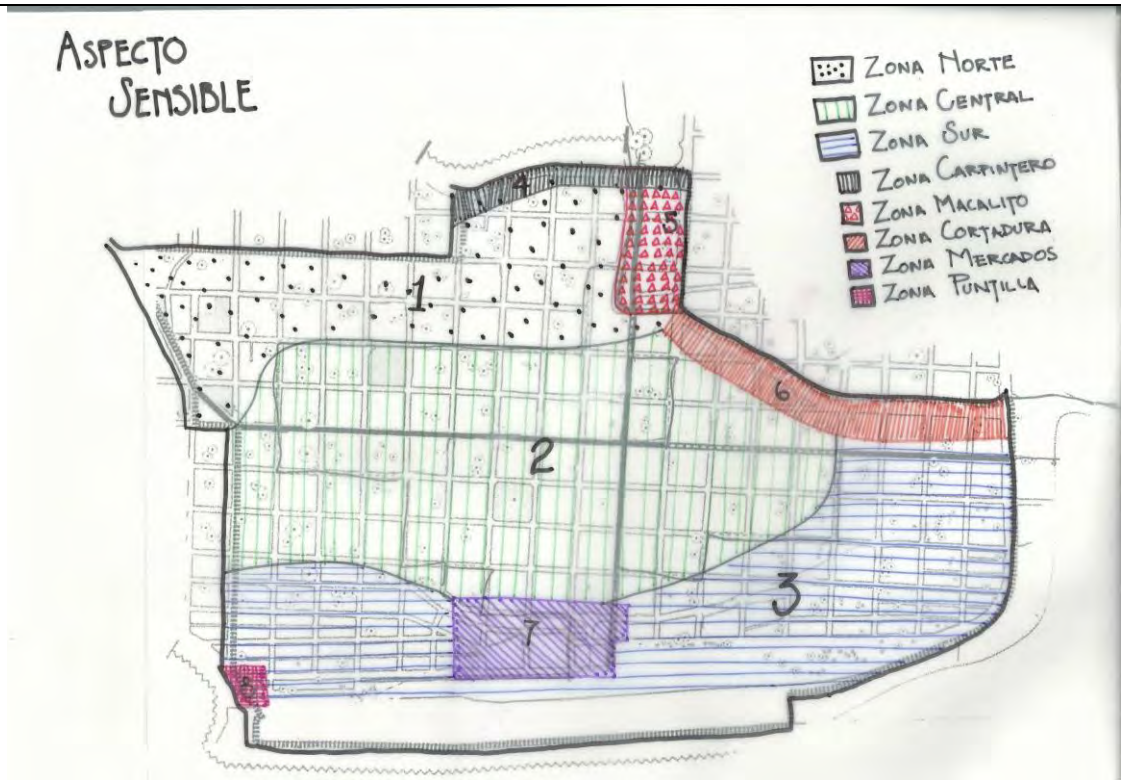 ASPECTO
SENSIBLE
ZONA NORTE
ZONA CENTRAL
ZONA SUR
ZONA CARPINTERO
ZONA MACALITO
ZONA CORTADURA
ZONA MERCADOS
ZONA PUNTILLA
4
5
1
6
2
3
7
8